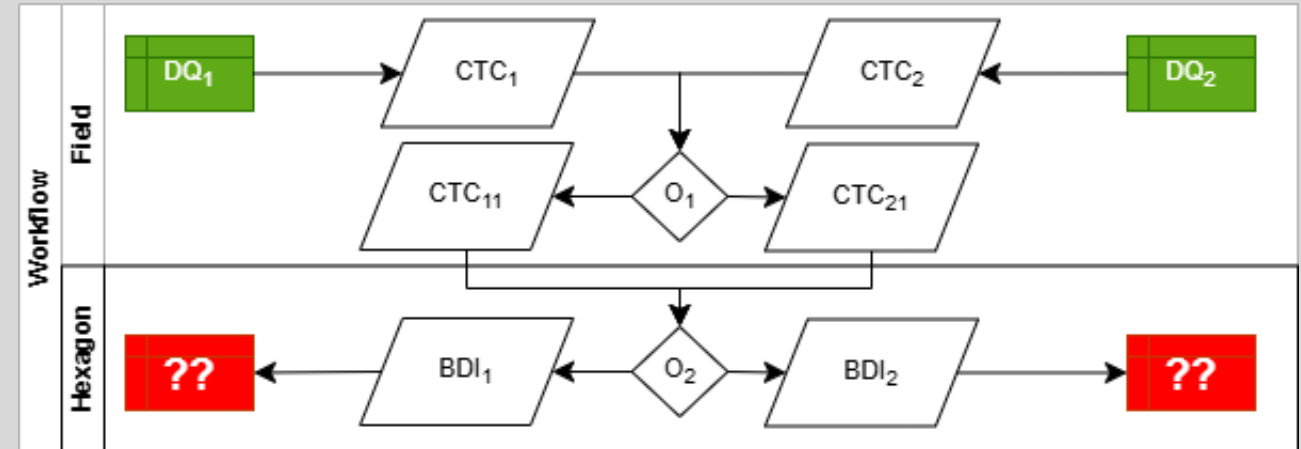 Workflow
Field
DQ₁
CTC₁
CTC₂
DQ₂
CTC₁₁
O₁
CTC₂₁
Hexagon
??
BDI₁
O₂
BDI₂
??